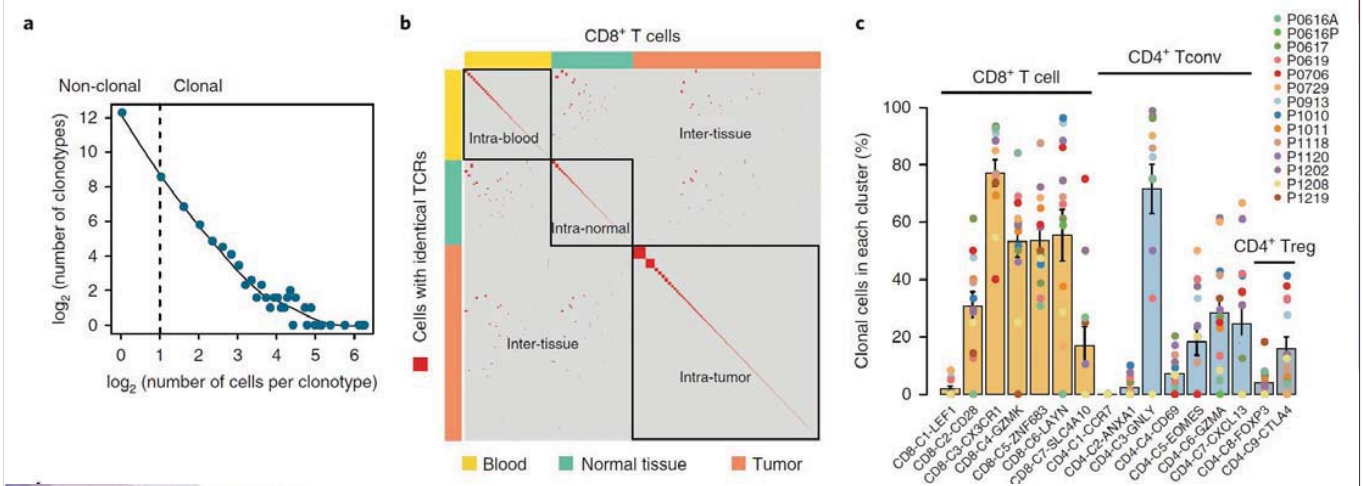 a
Non-clonal
Clonal
log2 (number of clonotypes)
12
10
8
6
4
2
0
0 1 2 3 4 5 6
log2 (number of cells per clonotype)
b
CD8+ T cells
Cells with identical TCRs
Intra-blood
Inter-tissue
Intra-normal
Inter-tissue
Intra-tumor
Blood
Normal tissue
Tumor
c
CD8+ T cell
CD4+ Tconv
CD4+ Treg
Clonal cells in each cluster (%)
100
80
60
40
20
0
CD8-C1-LEF1
CD8-C2-CD28
CD8-C3-CX3CR1
CD8-C4-GZMK
CD8-C5-ZNF683
CD8-C6-LAYN
CD8-C7-SLC4A10
CD4-C1-CCR7
CD4-C2-ANXA1
CD4-C3-GNLY
CD4-C4-CD69
CD4-C5-EOMES
CD4-C6-GZMA
CD4-C7-CXCL13
CD4-C8-FOXP3
CD4-C9-CTLA4
P0616A
P0616P
P0617
P0619
P0706
P0729
P0913
P1010
P1011
P1118
P1120
P1202
P1208
P1219